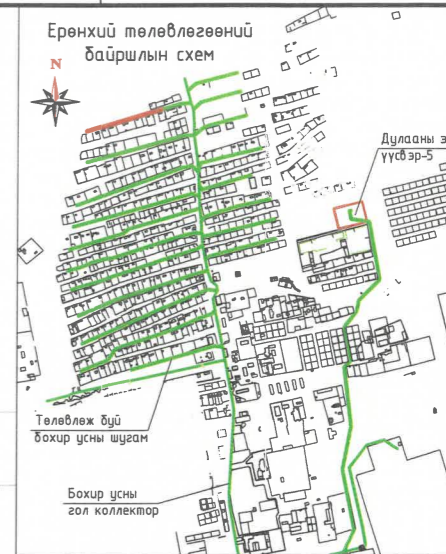 Ерөнхий төлөвлөгөөний
байршлын схем
N
Дулааны э
үүсвэр-5
Төлөвлөж буй
бохир усны шугам
Бохир усны
гол коллектор